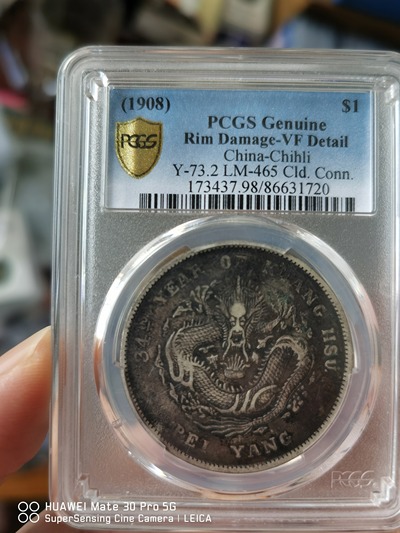 (1908) $1
PCGS Genuine
PCGS
Rim Damage-VF Detail
China-Chihli
Y-73.2 LM-465 Cld. Conn.
173437.98/86631720
34th YEAR OF KUANG HSU
PEI YANG
PCGS
HUAWEI Mate 30 Pro 5G
SuperSensing Cine Camera | LEICA